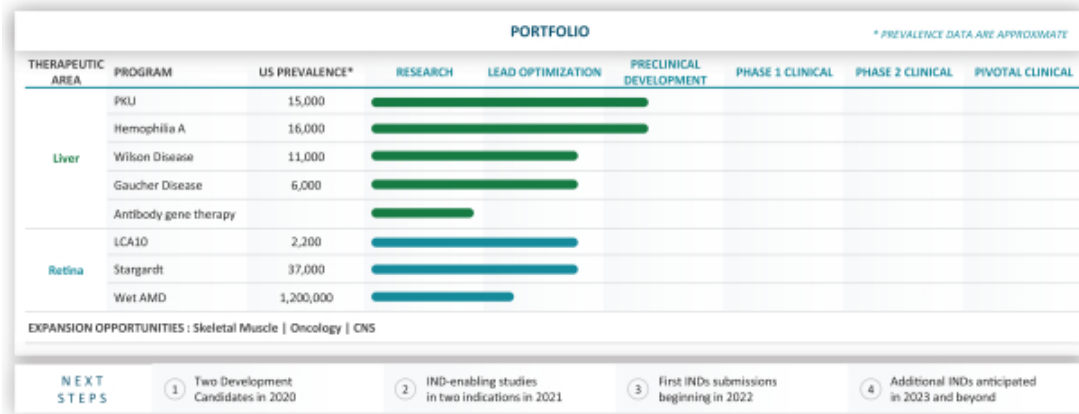 PORTFOLIO
* PREVALENCE DATA ARE APPROXIMATE
THERAPEUTIC AREA PROGRAM US PREVALENCE* RESEARCH LEAD OPTIMIZATION PRECLINICAL DEVELOPMENT PHASE 1 CLINICAL PHASE 2 CLINICAL PIVOTAL CLINICAL
Liver
PKU 15,000
Hemophilia A 16,000
Wilson Disease 11,000
Gaucher Disease 6,000
Antibody gene therapy
Retina
LCA10 2,200
Stargardt 37,000
Wet AMD 1,200,000
EXPANSION OPPORTUNITIES : Skeletal Muscle | Oncology | CNS
NEXT
STEPS
1 Two Development
Candidates in 2020
2 IND-enabling studies
in two indications in 2021
3 First INDs submissions
beginning in 2022
4 Additional INDs anticipated
in 2023 and beyond